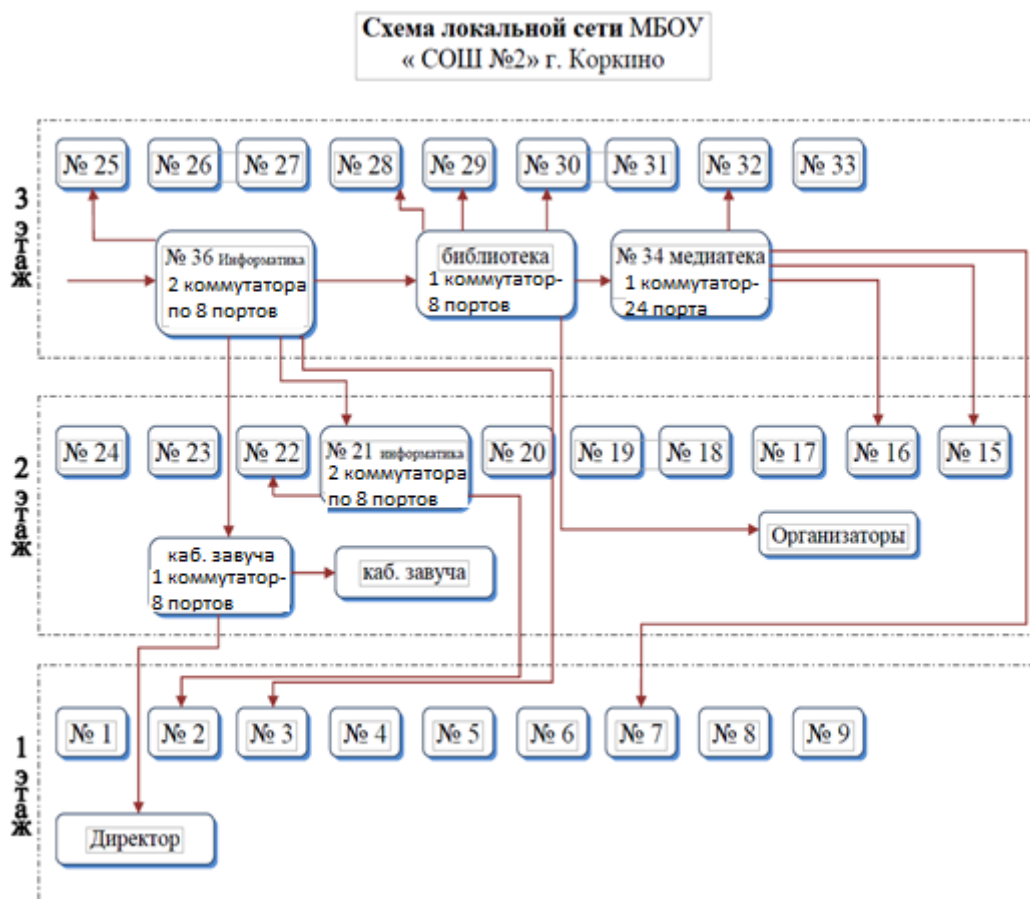 Схема локальной сети МБОУ
« СОШ №2» г. Коркино
3 этаж
№ 25
№ 26
№ 27
№ 28
№ 29
№ 30
№ 31
№ 32
№ 33
№ 36 Информатика
2 коммутатора
по 8 портов
библиотека
1 коммутатор-
8 портов
№ 34 медиатека
1 коммутатор-
24 порта
2 этаж
№ 24
№ 23
№ 22
№ 21 информатика
2 коммутатора
по 8 портов
№ 20
№ 19
№ 18
№ 17
№ 16
№ 15
Организаторы
каб. завуча
1 коммутатор-
8 портов
каб. завуча
1 этаж
№ 1
№ 2
№ 3
№ 4
№ 5
№ 6
№ 7
№ 8
№ 9
Директор